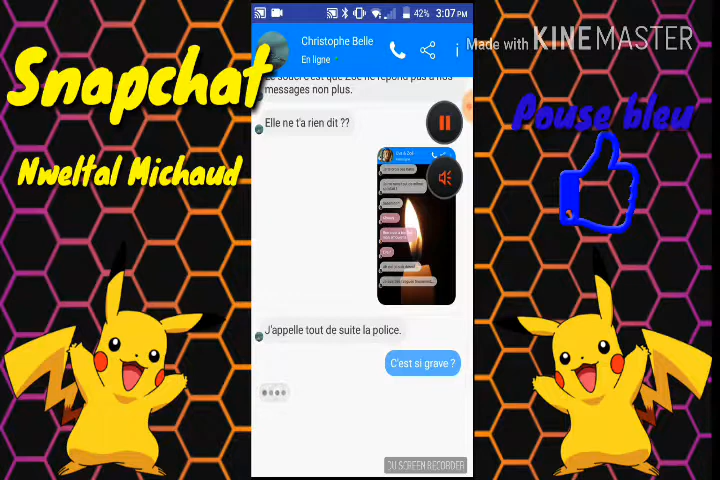 42% 3:07 PM
Christophe Belle
En ligne
Made with KINEMASTER
Snapchat
Nweltal Michaud
Pouse bleu
messages non plus.
Elle ne t'a rien dit ??
J'appelle tout de suite la police.
C'est si grave ?
DU SCREEN RECORDER